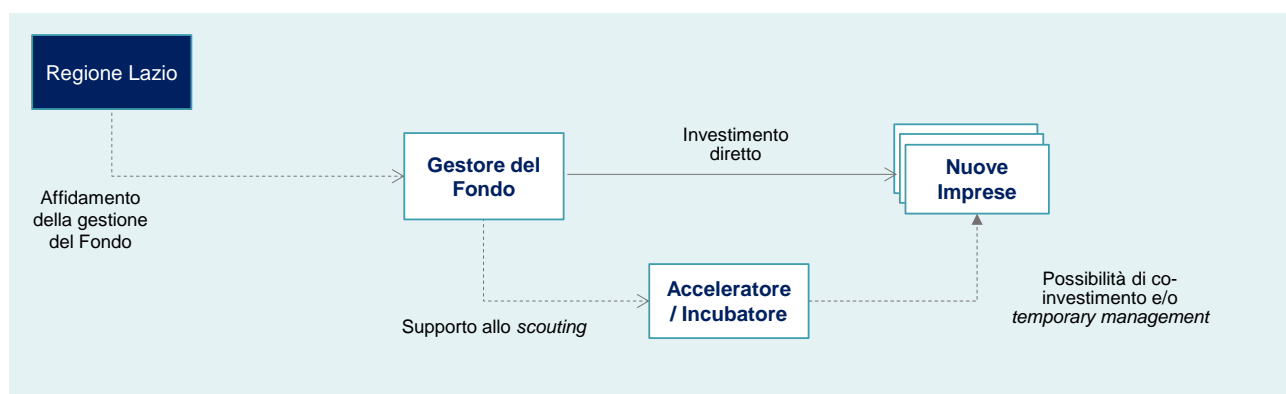 Regione Lazio
Affidamento
della gestione
del Fondo
Gestore del
Fondo
Investimento
diretto
Nuove
Imprese
Supporto allo scouting
Acceleratore
/ Incubatore
Possibilità di co-
investimento e/o
temporary management